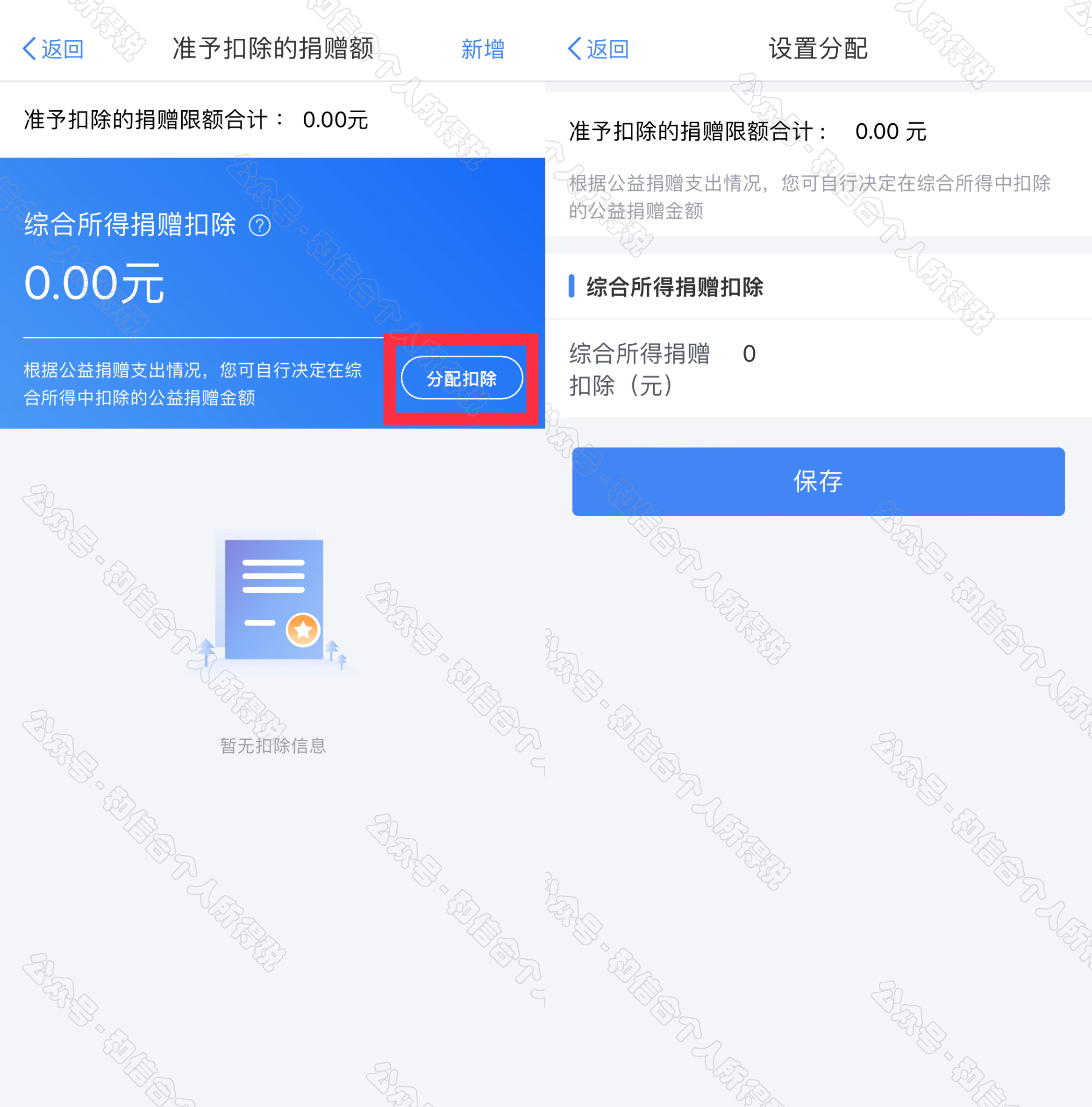 返回
准予扣除的捐赠额
新增
准予扣除的捐赠限额合计： 0.00元
综合所得捐赠扣除 ?
0.00元
根据公益捐赠支出情况，您可自行决定在综
合所得中扣除的公益捐赠金额
分配扣除
暂无扣除信息
返回
设置分配
准予扣除的捐赠限额合计： 0.00 元
根据公益捐赠支出情况，您可自行决定在综合所得中扣除
的公益捐赠金额
综合所得捐赠扣除
综合所得捐赠 0
扣除（元）
保存